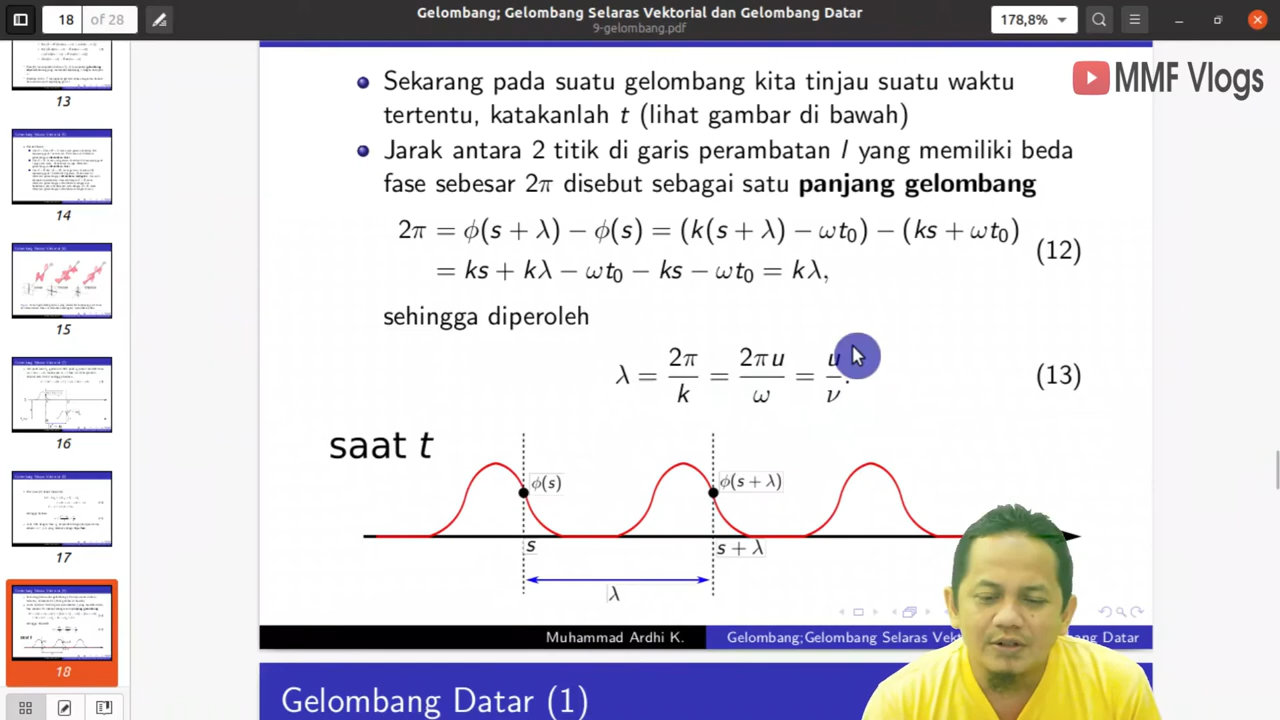 18 of 28
Gelombang; Gelombang Selaras Vektorial dan Gelombang Datar
9-gelombang.pdf
178,8%
MMF Vlogs
13
14
15
16
17
18
Sekarang pada suatu gelombang kita tinjau suatu waktu
tertentu, katakanlah t (lihat gambar di bawah)
Jarak antara 2 titik di garis perambatan l yang memiliki beda
fase sebesar 2π disebut sebagai satu panjang gelombang
2π = ϕ(s + λ) − ϕ(s) = (k(s + λ) − ωt₀) − (ks + ωt₀)
= ks + kλ − ωt₀ − ks − ωt₀ = kλ,
(12)
sehingga diperoleh
λ = 2π/k = 2πu/ω = u/ν.
(13)
saat t
ϕ(s)
ϕ(s + λ)
s
s + λ
λ
Muhammad Ardhi K.
Gelombang;Gelombang Selaras Vek
Datar
Gelombang Datar (1)